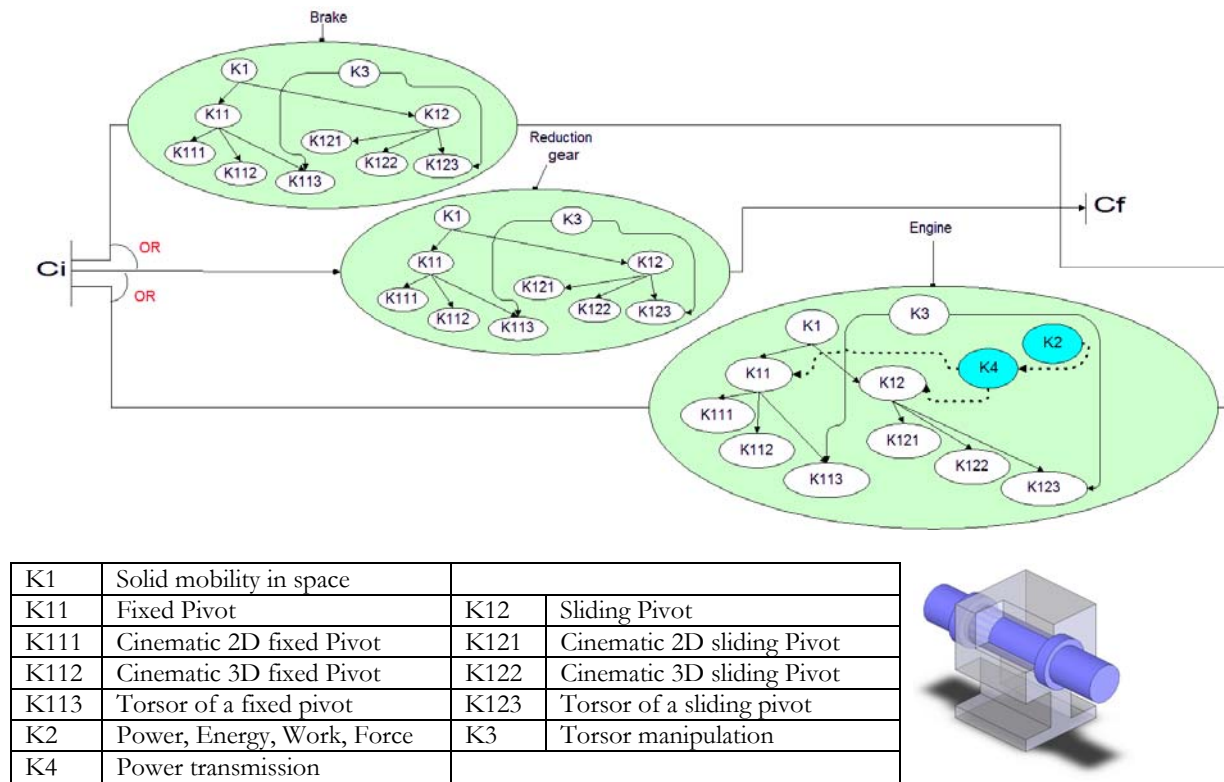 Brake
K1
K3
K11
K12
K111
K121
K112
K122
K123
K113
Reduction
gear
K1
K3
K11
K12
K111
K121
K112
K122
K123
K113
Ci
OR
OR
Cf
Engine
K1
K3
K2
K4
K11
K12
K111
K121
K112
K122
K113
K123
K1 Solid mobility in space
K11 Fixed Pivot K12 Sliding Pivot
K111 Cinematic 2D fixed Pivot K121 Cinematic 2D sliding Pivot
K112 Cinematic 3D fixed Pivot K122 Cinematic 3D sliding Pivot
K113 Torsor of a fixed pivot K123 Torsor of a sliding pivot
K2 Power, Energy, Work, Force K3 Torsor manipulation
K4 Power transmission